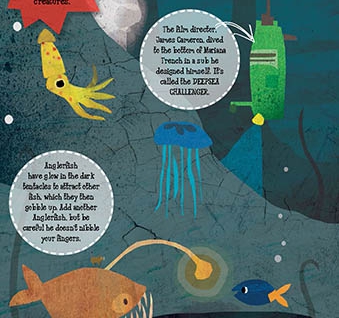 creatures.
The film director,
James Cameron, dived
to the bottom of Mariana
Trench in a sub he
designed himself. It's
called the DEEPSEA
CHALLENGER.
Anglerfish
have glow in the dark
tentacles to attract other
fish, which they then
gobble up. Add another
Anglerfish, but be
careful he doesn't nibble
your fingers.